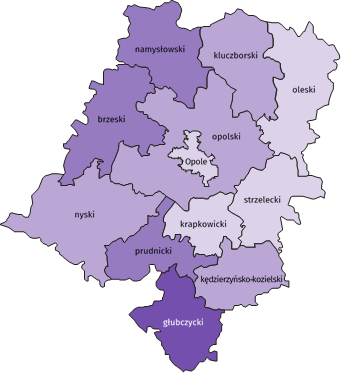 namysłowski
kluczborski
oleski
brzeski
opolski
Opole
strzelecki
nyski
krapkowicki
prudnicki
kędzierzyńsko-kozielski
głubczycki